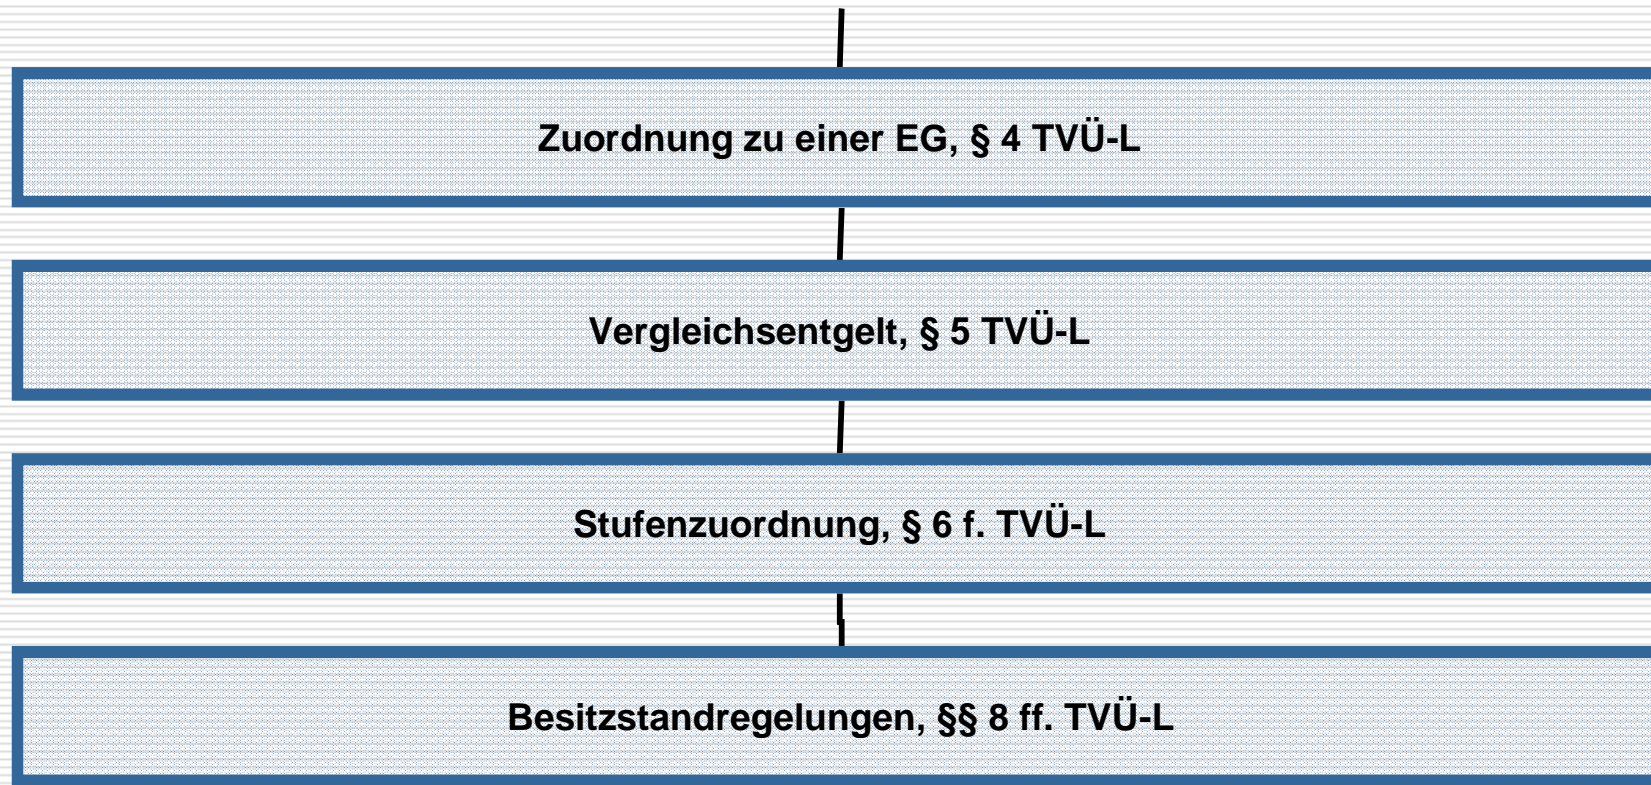 Zuordnung zu einer EG, § 4 TVÜ-L
Vergleichsentgelt, § 5 TVÜ-L
Stufenzuordnung, § 6 f. TVÜ-L
Besitzstandregelungen, §§ 8 ff. TVÜ-L